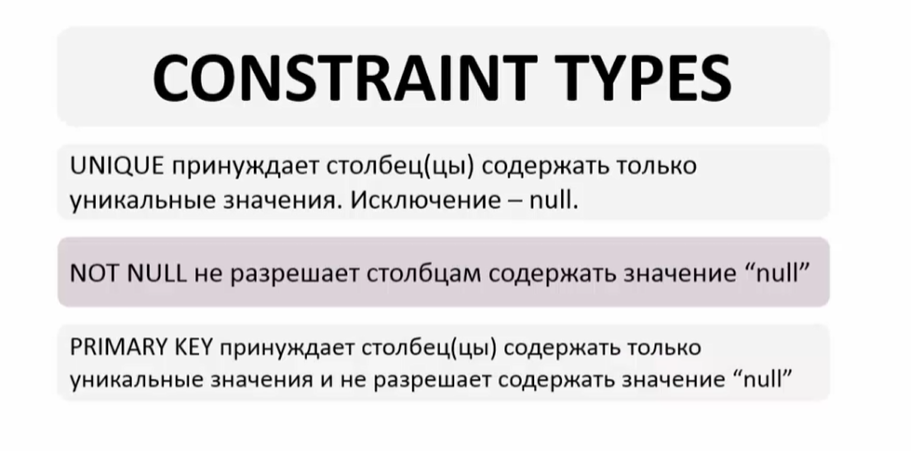 CONSTRAINT TYPES
UNIQUE принуждает столбец(цы) содержать только
уникальные значения. Исключение – null.
NOT NULL не разрешает столбцам содержать значение “null”
PRIMARY KEY принуждает столбец(цы) содержать только
уникальные значения и не разрешает содержать значение “null”